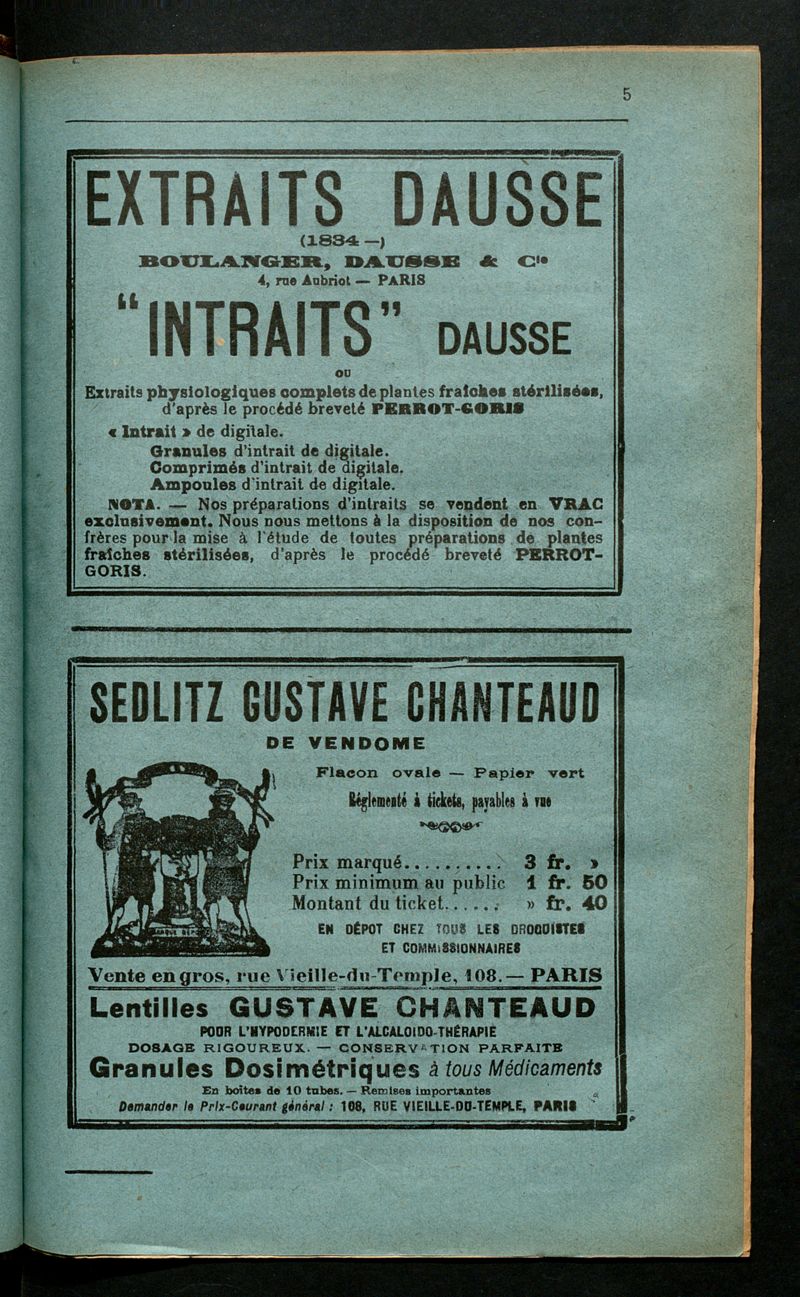 5
EXTRAITS DAUSSE
(1834 —)
BOULANGER, DAUSSE & Cie
4, rue Aubriot — PARIS
“INTRAITS” DAUSSE
OU
Extraits physiologiques complets de plantes fraîches stérilisées,
d'après le procédé breveté PERROT-GORIS
« Intrait » de digitale.
Granules d'intrait de digitale.
Comprimés d'intrait de digitale.
Ampoules d'intrait de digitale.
NOTA. — Nos préparations d'intraits se vendent en VRAC
exclusivement. Nous nous mettons à la disposition de nos con-
frères pour la mise à l'étude de toutes préparations de plantes
fraîches stérilisées, d'après le procédé breveté PERROT-
GORIS.
SEDLITZ GUSTAVE CHANTEAUD
DE VENDOME
Flacon ovale — Papier vert
Réglementé à tickets, payables à vue
Prix marqué.......... 3 fr. »
Prix minimum au public 1 fr. 50
Montant du ticket...... » fr. 40
EN DÉPOT CHEZ TOUS LES DROGUISTES
ET COMMISSIONNAIRES
Vente en gros, rue Vieille-du-Temple, 108. — PARIS
Lentilles GUSTAVE CHANTEAUD
POUR L'HYPODERMIE ET L'ALCALOIDO-THÉRAPIE
DOSAGE RIGOUREUX. — CONSERVATION PARFAITE
Granules Dosimétriques à tous Médicaments
En boîtes de 10 tubes. — Remises importantes
Demander le Prix-Courant général : 108, RUE VIEILLE-DU-TEMPLE, PARIS